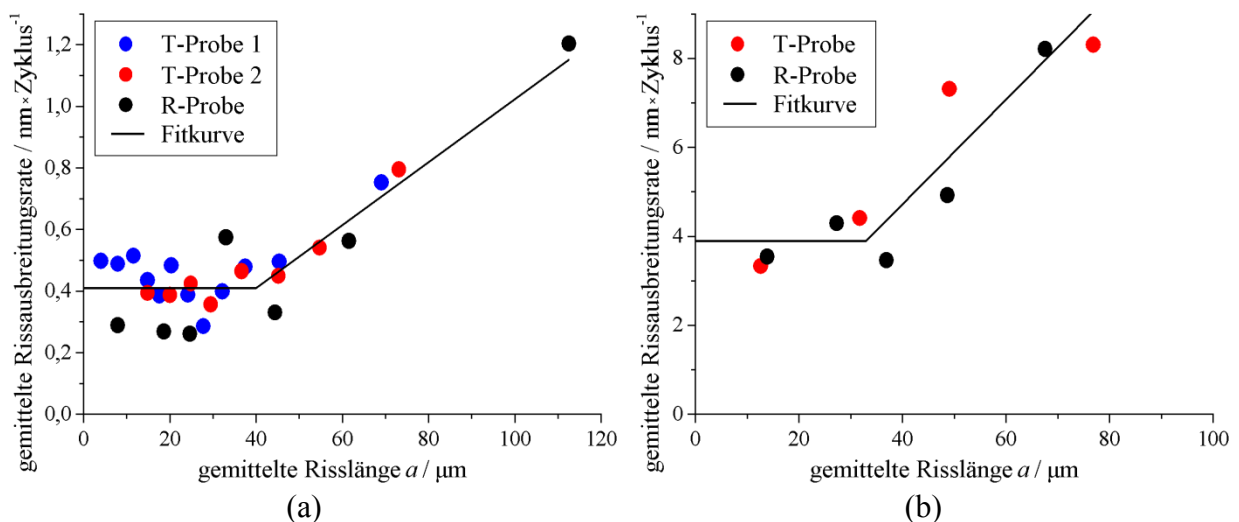 T-Probe 1
T-Probe 2
R-Probe
Fitkurve
gemittelte Rissausbreitungsrate / nm×Zyklus⁻¹
1,2
1,0
0,8
0,6
0,4
0,2
0,0
0 20 40 60 80 100 120
gemittelte Risslänge a / µm
(a)
T-Probe
R-Probe
Fitkurve
gemittelte Rissausbreitungsrate / nm×Zyklus⁻¹
8
6
4
2
0
0 20 40 60 80 100
gemittelte Risslänge a / µm
(b)